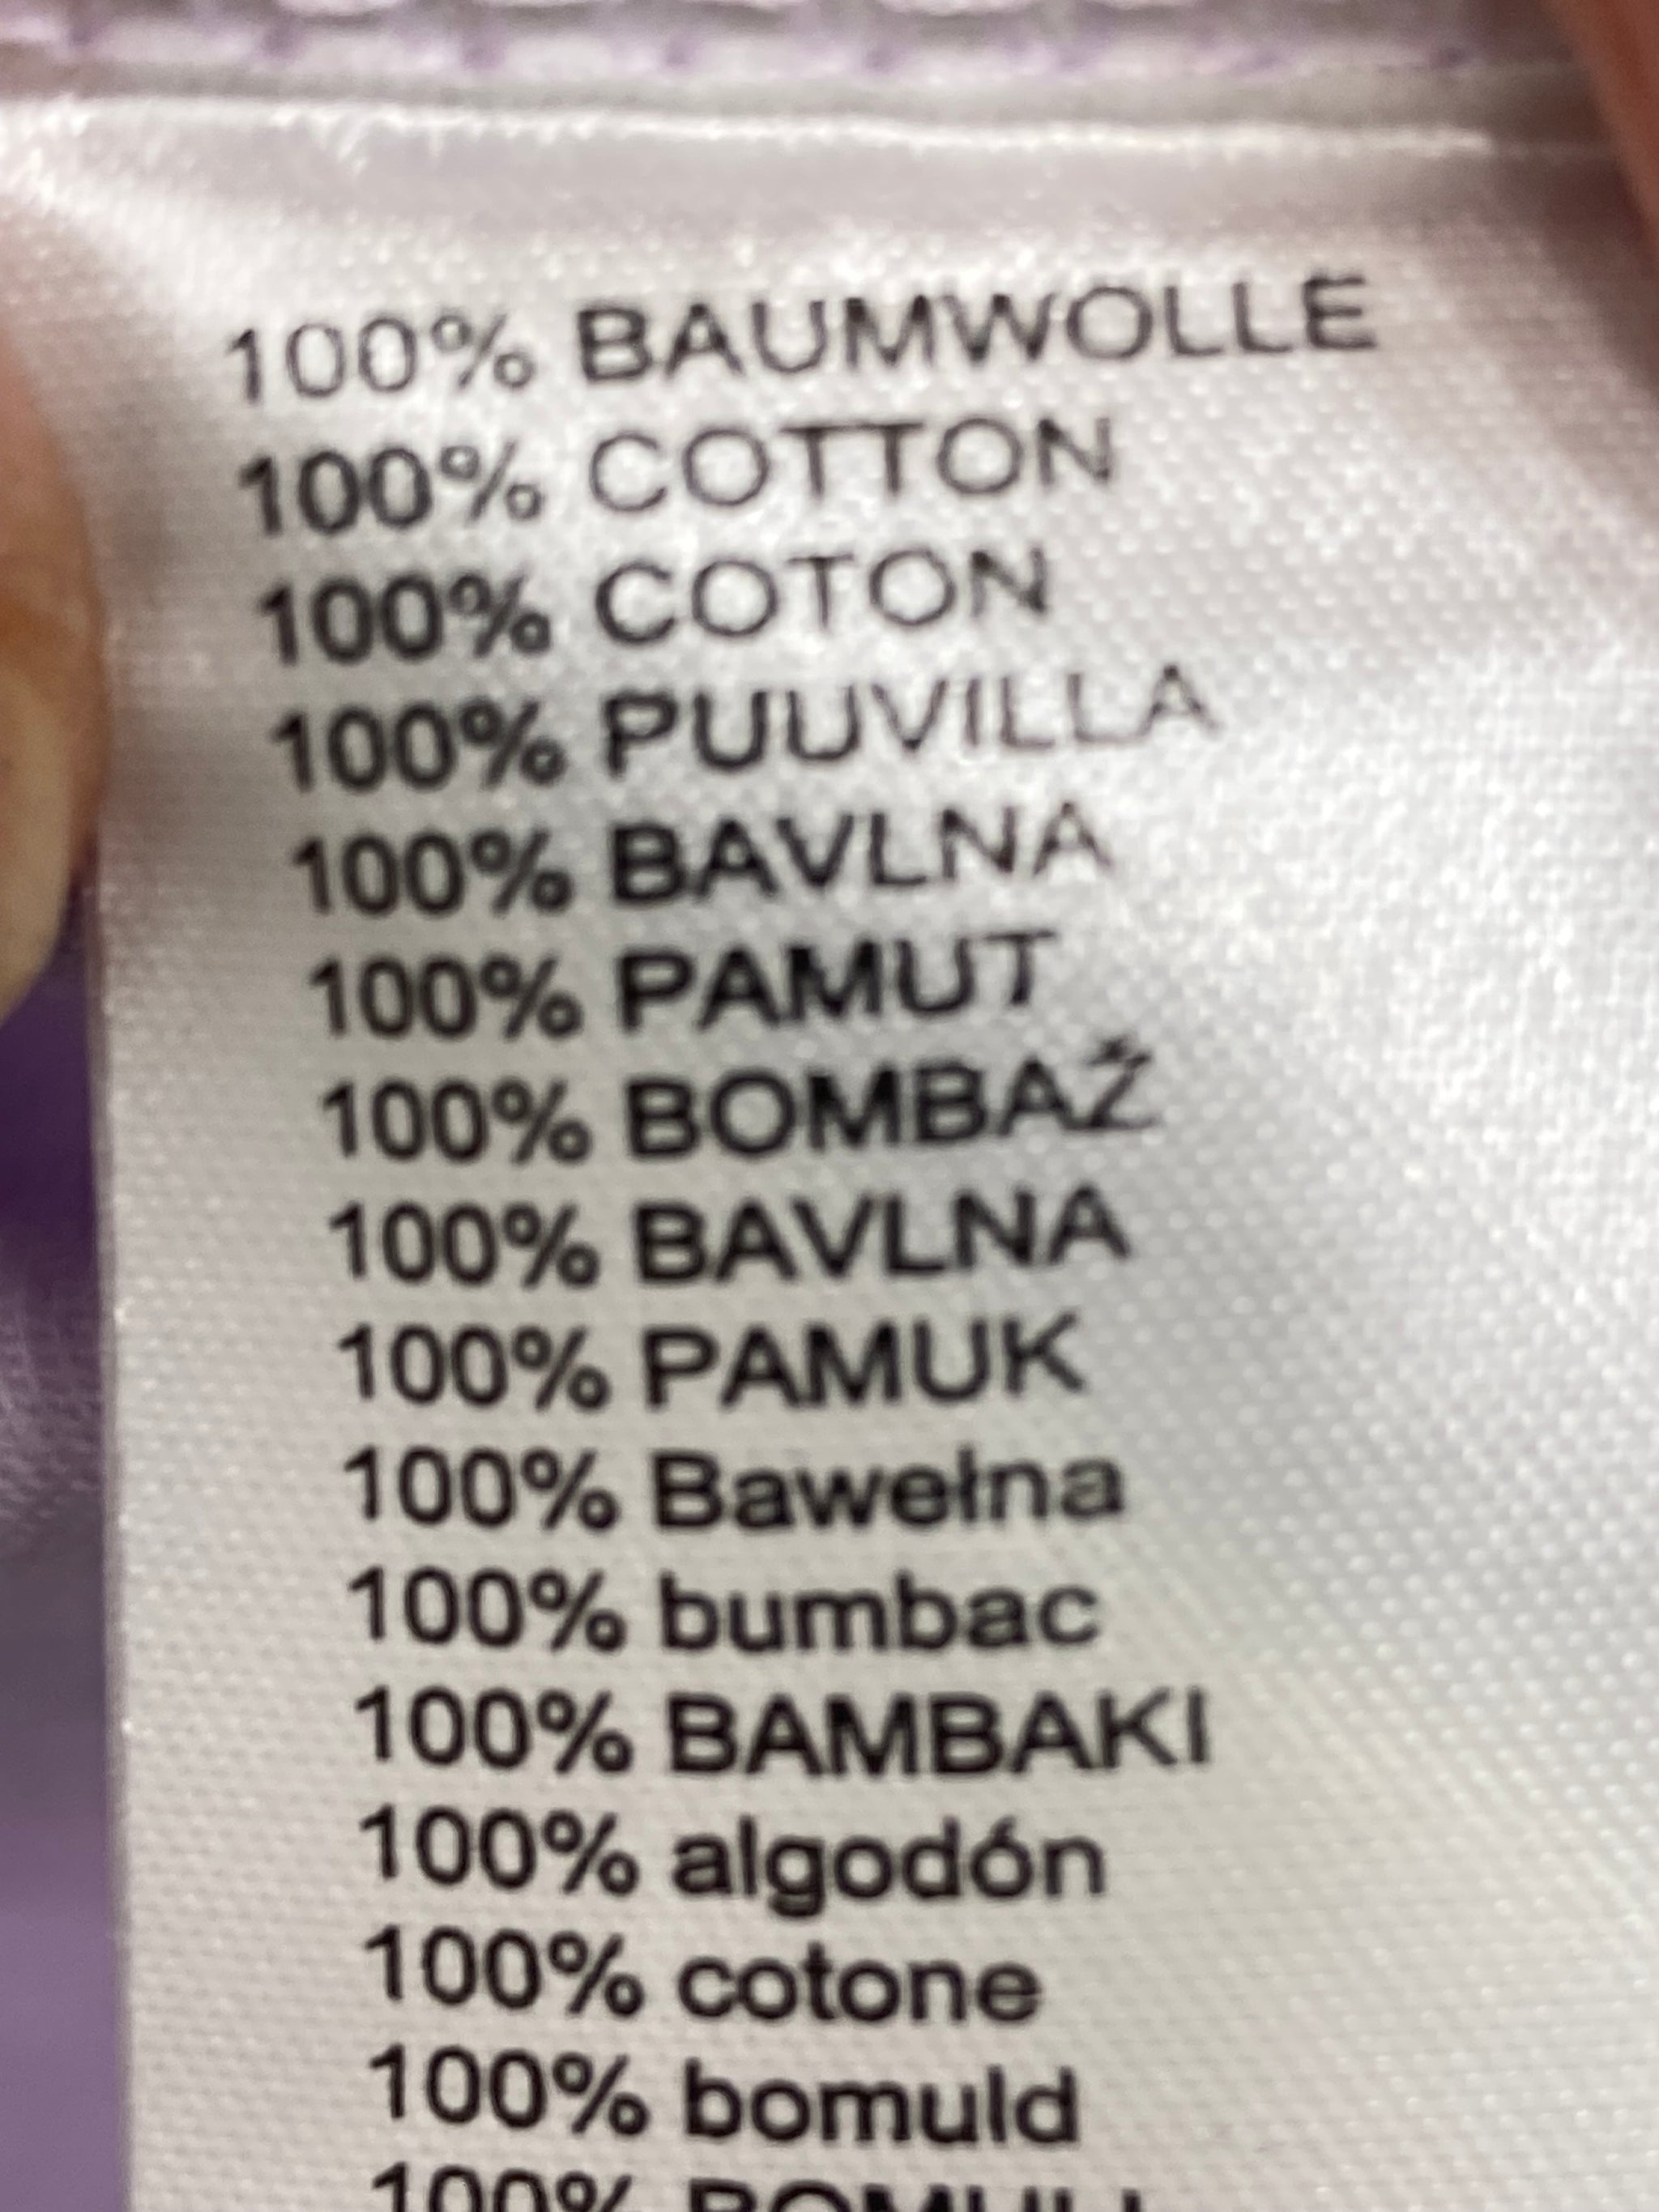 100% BAUMWOLLE
100% COTTON
100% COTON
100% PUUVILLA
100% BAVLNA
100% PAMUT
100% BOMBAŽ
100% BAVLNA
100% PAMUK
100% Bawełna
100% bumbac
100% BAMBAKI
100% algodón
100% cotone
100% bomuld
100%